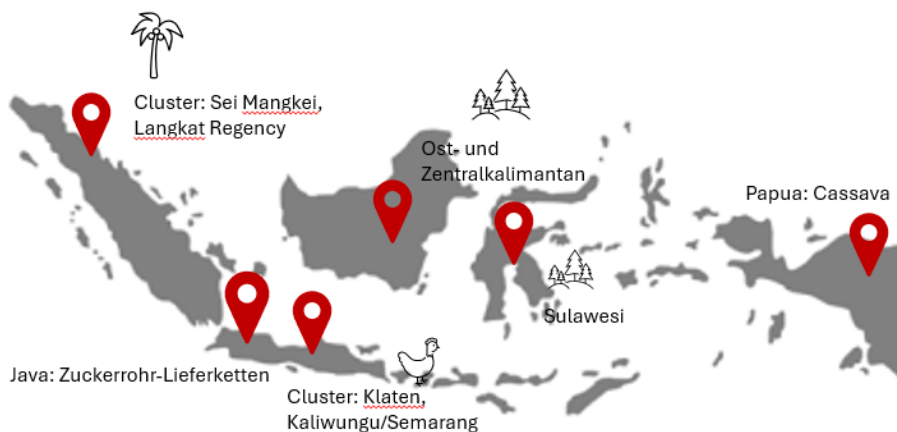 Cluster: Sei Mangkei,
Langkat Regency
Ost- und
Zentralkalimantan
Papua: Cassava
Sulawesi
Java: Zuckerrohr-Lieferketten
Cluster: Klaten,
Kaliwungu/Semarang